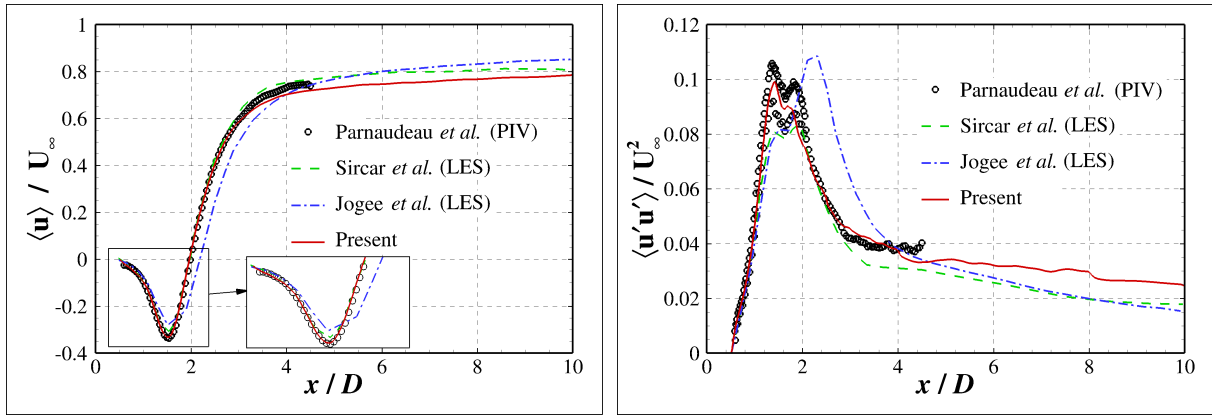 1
0.8
0.6
0.4
0.2
0
-0.2
-0.4
⟨u⟩ / U∞
Parnaudeau et al. (PIV)
Sircar et al. (LES)
Jogee et al. (LES)
Present
0 2 4 6 8 10
x / D
0.12
0.10
0.08
0.06
0.04
0.02
0
⟨u′u′⟩ / U²∞
Parnaudeau et al. (PIV)
Sircar et al. (LES)
Jogee et al. (LES)
Present
0 2 4 6 8 10
x / D